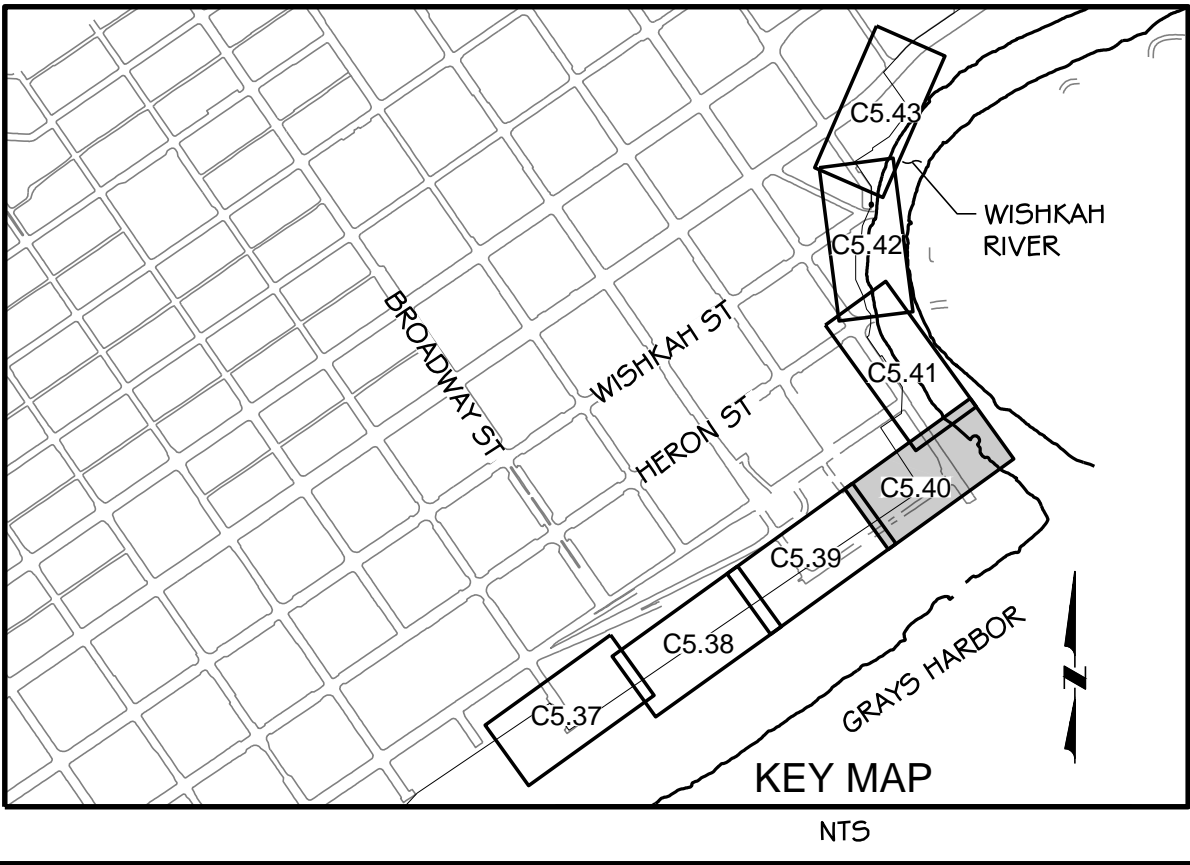 C5.43
WISHKAH
RIVER
C5.42
BROADWAY ST
WISHKAH ST
C5.41
HERON ST
C5.40
C5.39
C5.38
GRAYS HARBOR
N
C5.37
KEY MAP
NTS